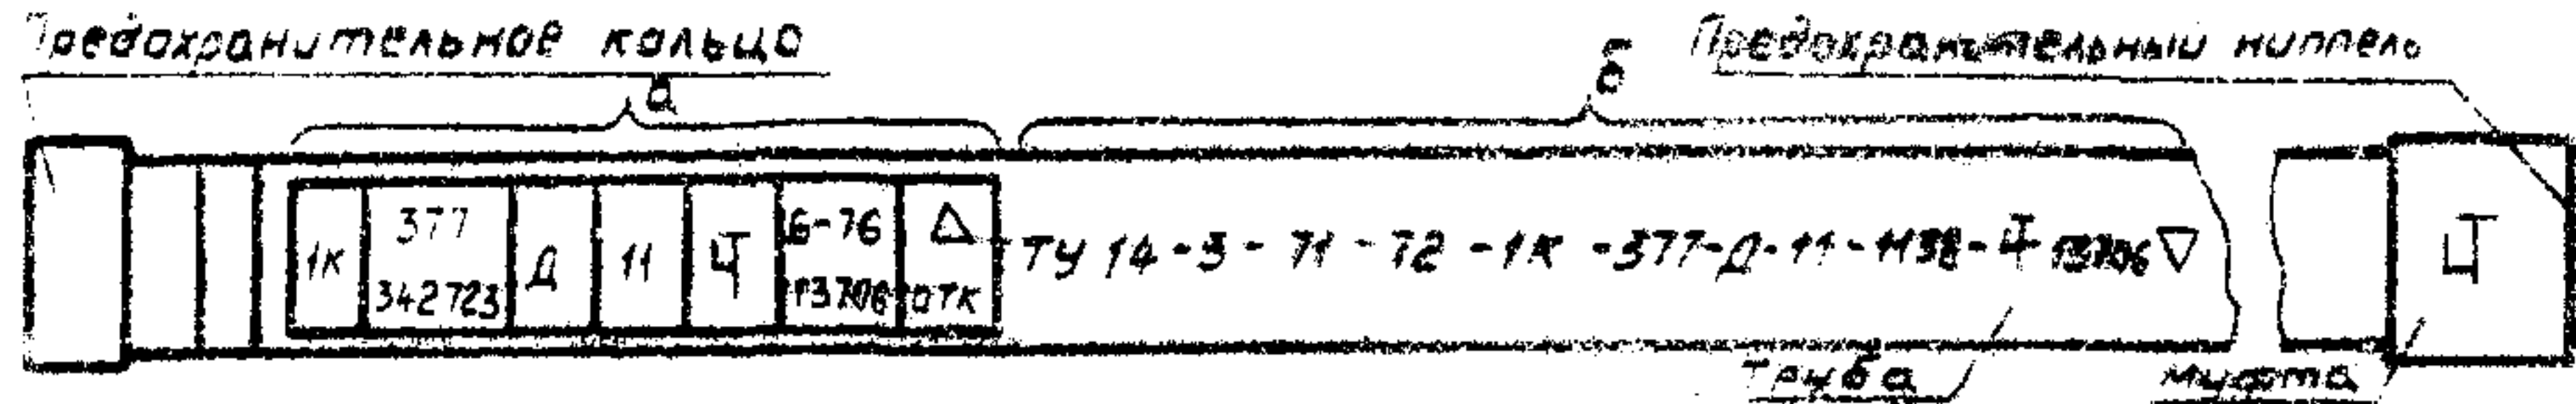 Предохранительное кольцо
Предохранительный ниппель
а
б
1К
377
342723
Д
11
Ц
6-76
13706
ОТК
ТУ 14-3-71-72-1К-377-Д-11-1138-Ц 13706
Ц
Труба
Муфта